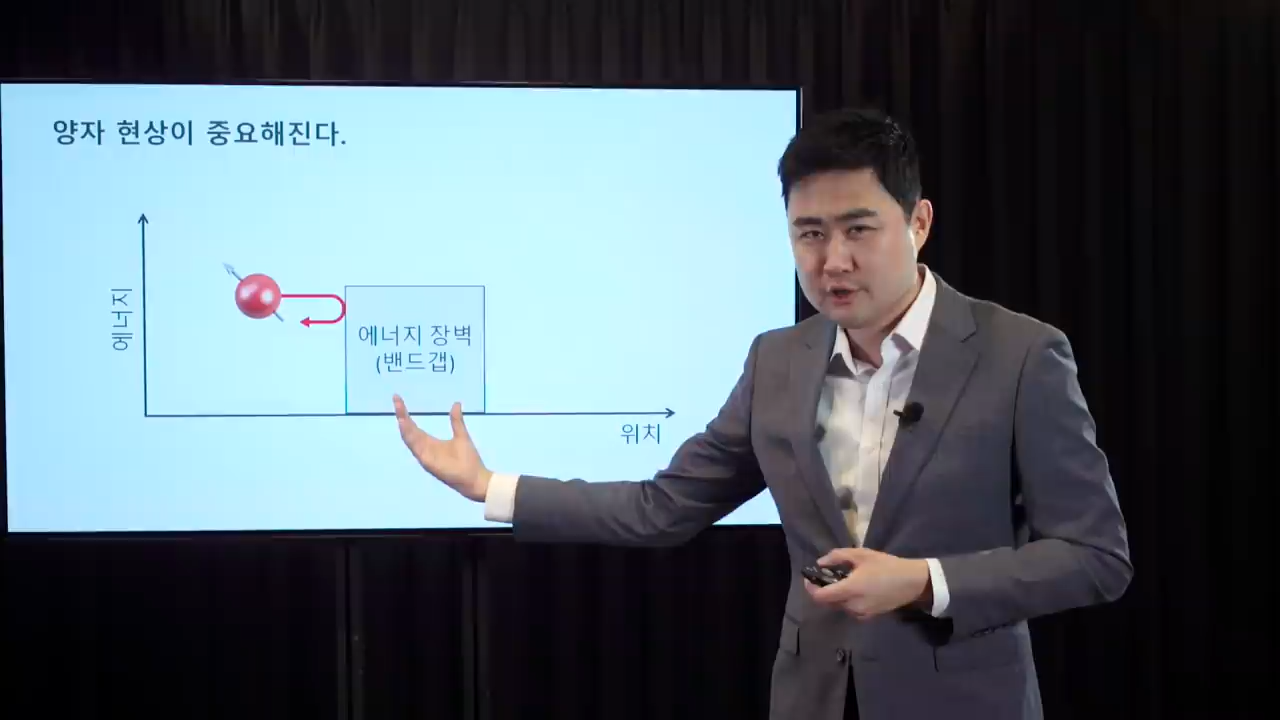 양자 현상이 중요해진다.
에너지
에너지 장벽
(밴드갭)
위치